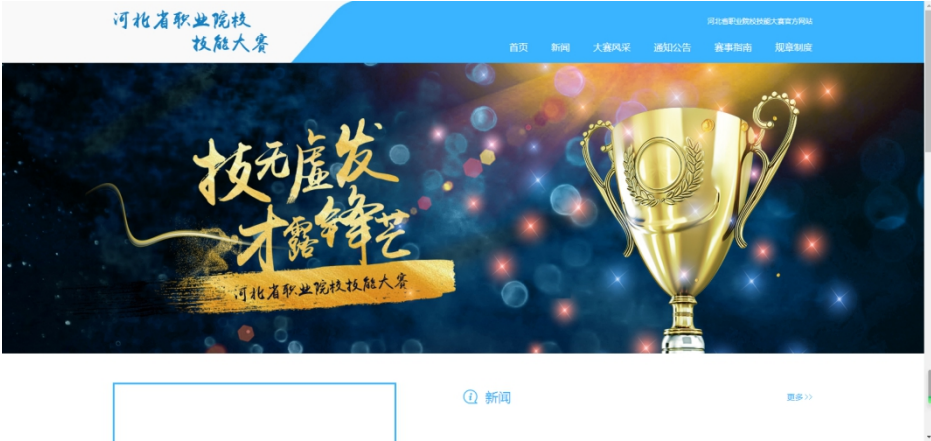 河北省职业院校
技能大赛
河北省职业院校技能大赛官方网站
首页 新闻 大赛风采 通知公告 赛事指南 规章制度
技无虚发
才露锋芒
河北省职业院校技能大赛
新闻
更多>>